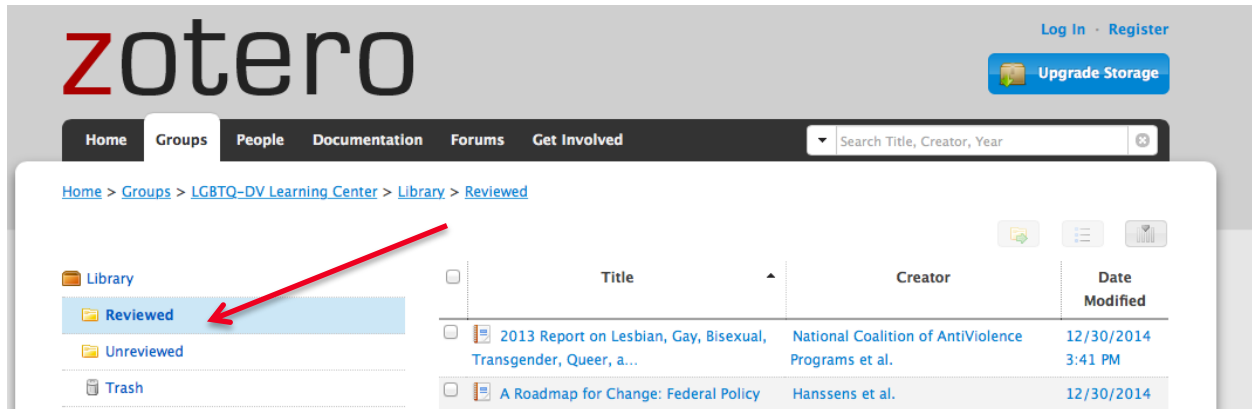 zotero
Log In · Register
Upgrade Storage
Home Groups People Documentation Forums Get Involved
Search Title, Creator, Year
Home > Groups > LGBTQ-DV Learning Center > Library > Reviewed
Library
Reviewed
Unreviewed
Trash
Title Creator Date
Modified
2013 Report on Lesbian, Gay, Bisexual, National Coalition of AntiViolence 12/30/2014
Transgender, Queer, a... Programs et al. 3:41 PM
A Roadmap for Change: Federal Policy Hanssens et al. 12/30/2014